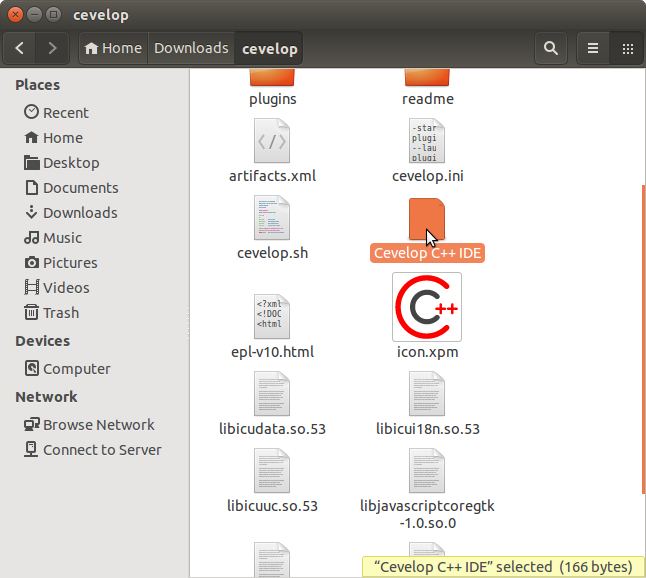 cevelop
Home Downloads cevelop
Places
Recent
Home
Desktop
Documents
Downloads
Music
Pictures
Videos
Trash
Devices
Computer
Network
Browse Network
Connect to Server
plugins readme
</>
-star
plugi
--lau
plugi
artifacts.xml cevelop.ini
cevelop.sh Cevelop C++ IDE
<?xml
<!DOC
<html
C++
epl-v10.html icon.xpm
libicudata.so.53 libicui18n.so.53
libicuuc.so.53 libjavascriptcoregtk
-1.0.so.0
“Cevelop C++ IDE” selected (166 bytes)